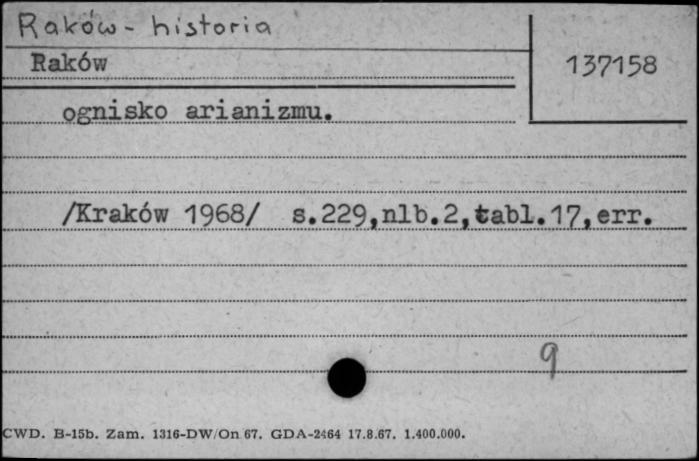 Raków - historia
Raków
137158
ognisko arianizmu.
/Kraków 1968/ s.229,nlb.2,tabl.17,err.
9
CWD. B-15b. Zam. 1316-DW/On 67. GDA-2464 17.8.67. 1.400.000.